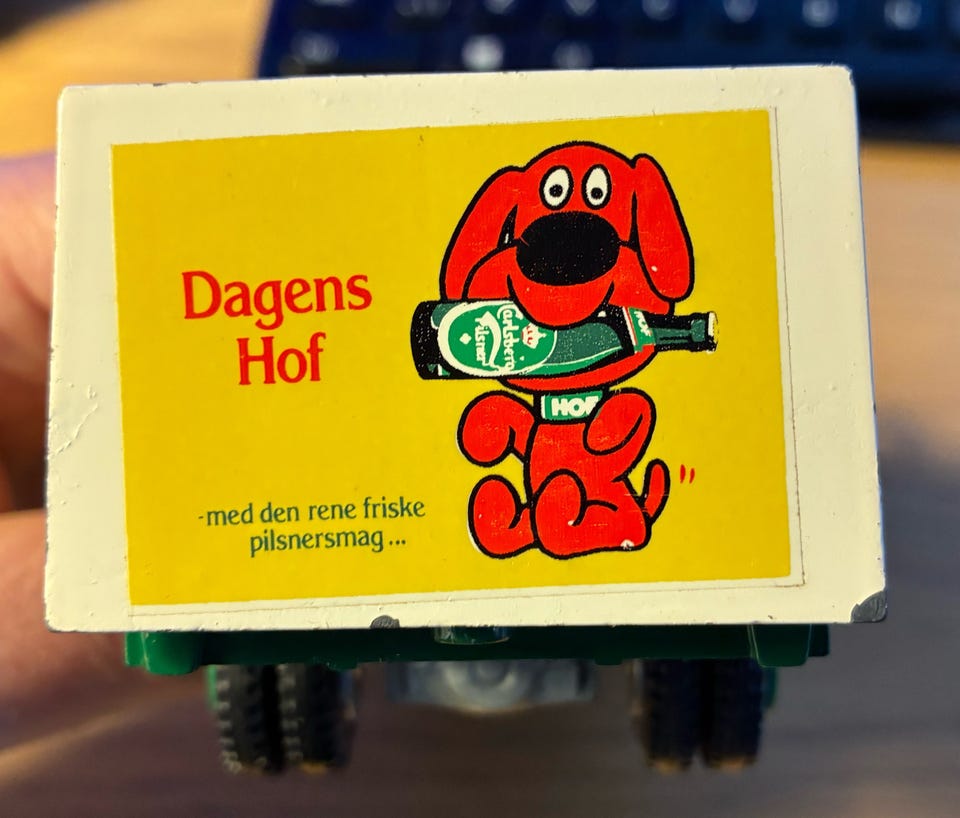 Dagens
Hof
Carlsberg
Pilsner
HOF
HOF
-med den rene friske
pilsnersmag...